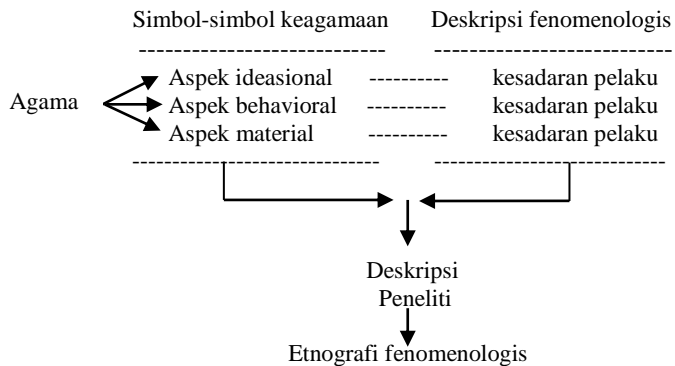 Simbol-simbol keagamaan Deskripsi fenomenologis
Aspek ideasional ---------- kesadaran pelaku
Agama Aspek behavioral ---------- kesadaran pelaku
Aspek material ---------- kesadaran pelaku
Deskripsi
Peneliti
Etnografi fenomenologis